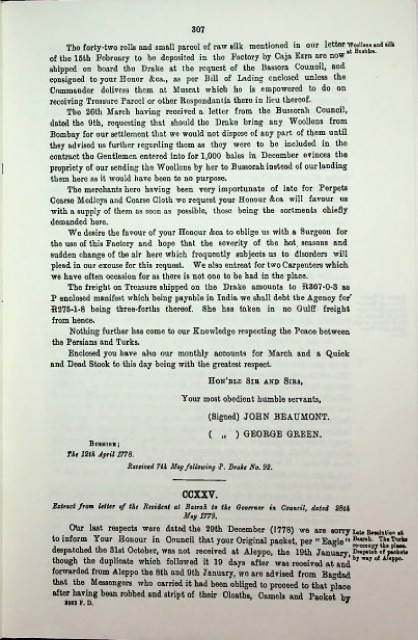 307
The forty-two rolls and small parcel of raw silk mentioned in our letter
Woollens and silk at Bushire.
of the 15th February to be deposited in the Factory by Caja Ezra are now
shipped on board the Drake at the request of the Bassora Council, and
consigned to your Honor &ca., as per Bill of Lading enclosed unless the
Commander delivers them at Muscat which he is empowered to do on
receiving Treasure Parcel or other Respondantia there in lieu thereof.
The 26th March having received a letter from the Bussorah Council,
dated the 9th, requesting that should the Drake bring any Woollens from
Bombay for our settlement that we would not dispose of any part of them until
they advised us further regarding them as they were to be included in the
contract the Gentlemen entered into for 1,000 bales in December evinces the
propriety of our sending the Woollens by her to Bussorah instead of our landing
them here as it would have been to no purpose.
The merchants here having been very importunate of late for Perpets
Coarse Medleys and Coarse Cloth we request your Honour &ca will favour us
with a supply of them as soon as possible, those being the sortments chiefly
demanded here.
We desire the favour of your Honour &ca to oblige us with a Surgeon for
the use of this Factory and hope that the severity of the hot seasons and
sudden change of the air here which frequently subjects us to disorders will
plead in our excuse for this request. We also entreat for two Carpenters which
we have often occasion for as there is not one to be had in the place.
The freight on Treasure shipped on the Drake amounts to R367-0-3 as
P enclosed manifest which being payable in India we shall debt the Agency for
R275-1-8 being three-forths thereof. She has taken in no Gulff freight
from hence.
Nothing further has come to our Knowledge respecting the Peace between
the Persians and Turks.
Enclosed you have also our monthly accounts for March and a Quick
and Dead Stook to this day being with the greatest respect.
HON'BLE SIR AND SIRS,
Your most obedient humble servants,
(Signed) JOHN BEAUMONT.
( „ ) GEORGE GREEN.
BUSHIRE;
The 12th April 1778.
Received 7th May following P. Drake No. 92.
CCXXV.
Extract from letter of the Resident at Basrah to the Governor in Council, dated 28th
May 1779.
Our last respects were dated the 29th December (1778) we are sorry
to inform Your Honour in Council that your Original packet, per "Eagle"
despatched the 31st October, was not received at Aleppo, the 19th January,
though the duplicate which followed it 19 days after was received at and
forwarded from Aleppo the 8th and 9th January, we are advised from Bagdad
that the Messengers who carried it had been obliged to proceed to that place
after having been robbed and stript of their Cloaths, Camels and Packet by
Late Resolution at
Basrah. The Turks
re-occupy the place.
Despatch of packets
by way of Aleppo.
F. D.